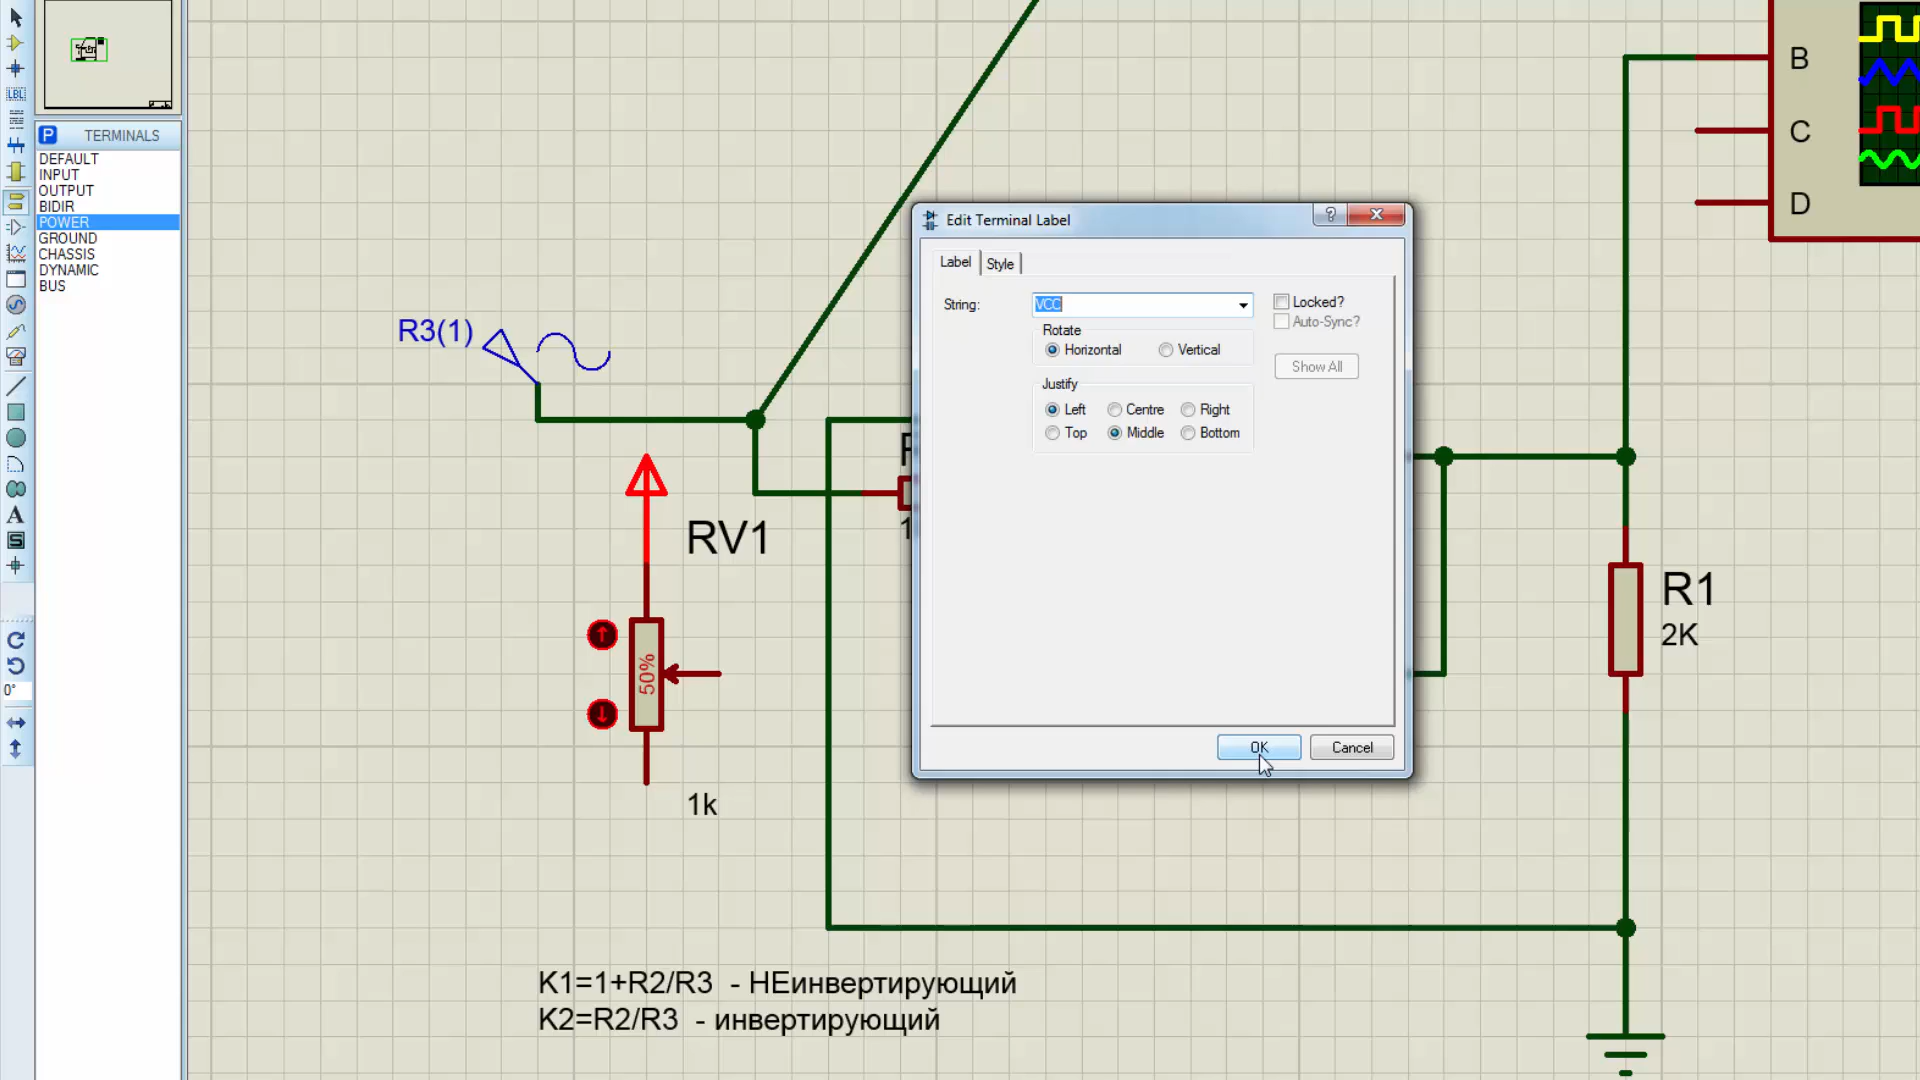 TERMINALS
DEFAULT
INPUT
OUTPUT
BIDIR
POWER
GROUND
CHASSIS
DYNAMIC
BUS
LBL
A
S
0°
R3(1)
RV1
50%
1k
Edit Terminal Label
Label
Style
String:
VCC
Locked?
Auto-Sync?
Rotate
Horizontal
Vertical
Show All
Justify
Left
Centre
Right
Top
Middle
Bottom
OK
Cancel
B
C
D
R1
2K
K1=1+R2/R3 - НЕинвертирующий
K2=R2/R3 - инвертирующий